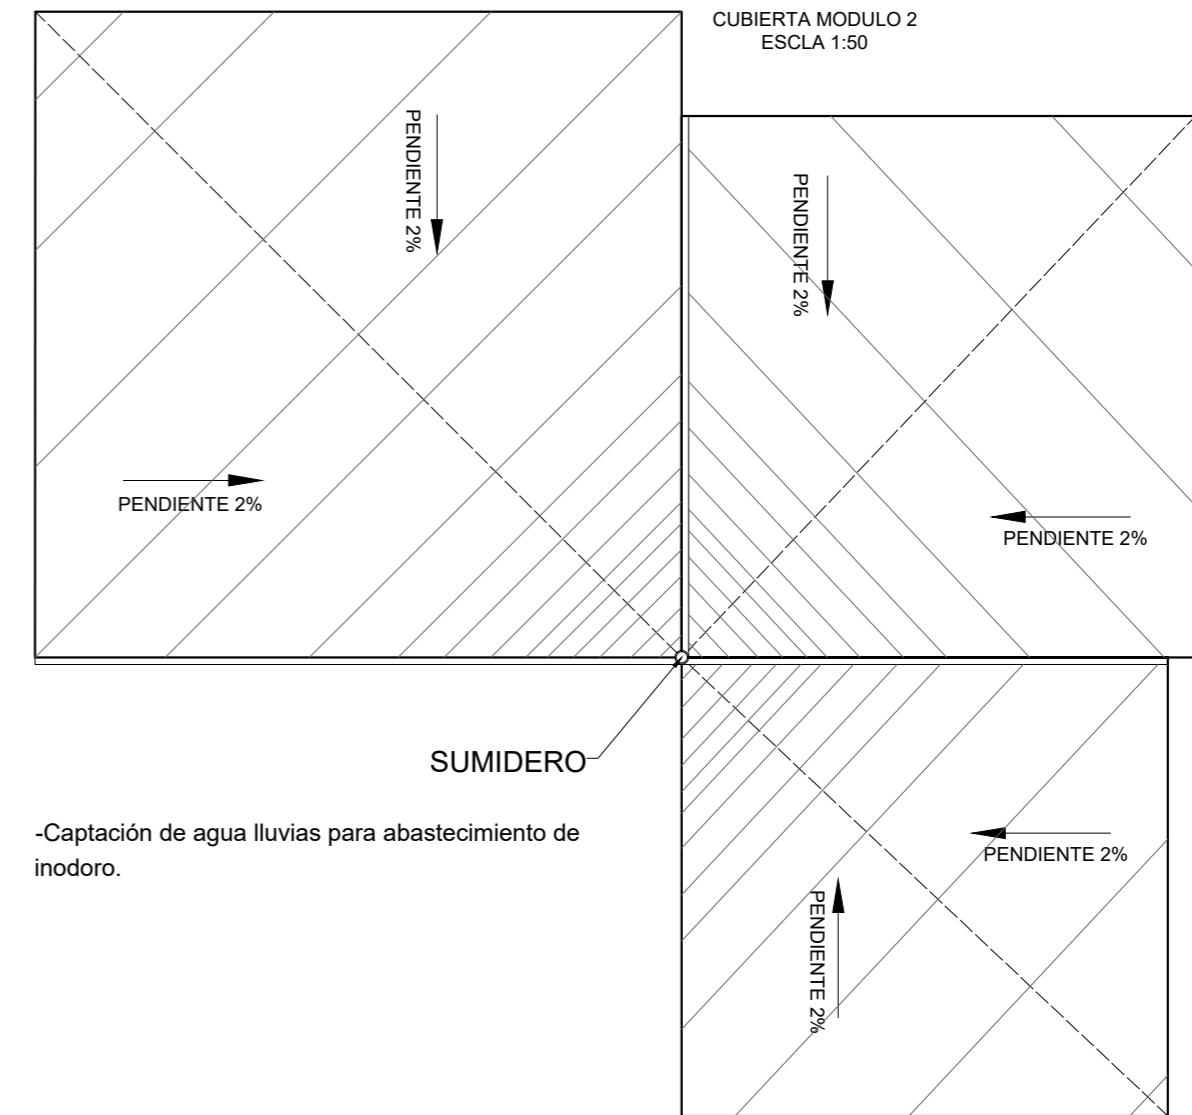 CUBIERTA MODULO 2
ESCLA 1:50
PENDIENTE 2%
PENDIENTE 2%
PENDIENTE 2%
PENDIENTE 2%
SUMIDERO
-Captación de agua lluvias para abastecimiento de
inodoro.
PENDIENTE 2%
PENDIENTE 2%